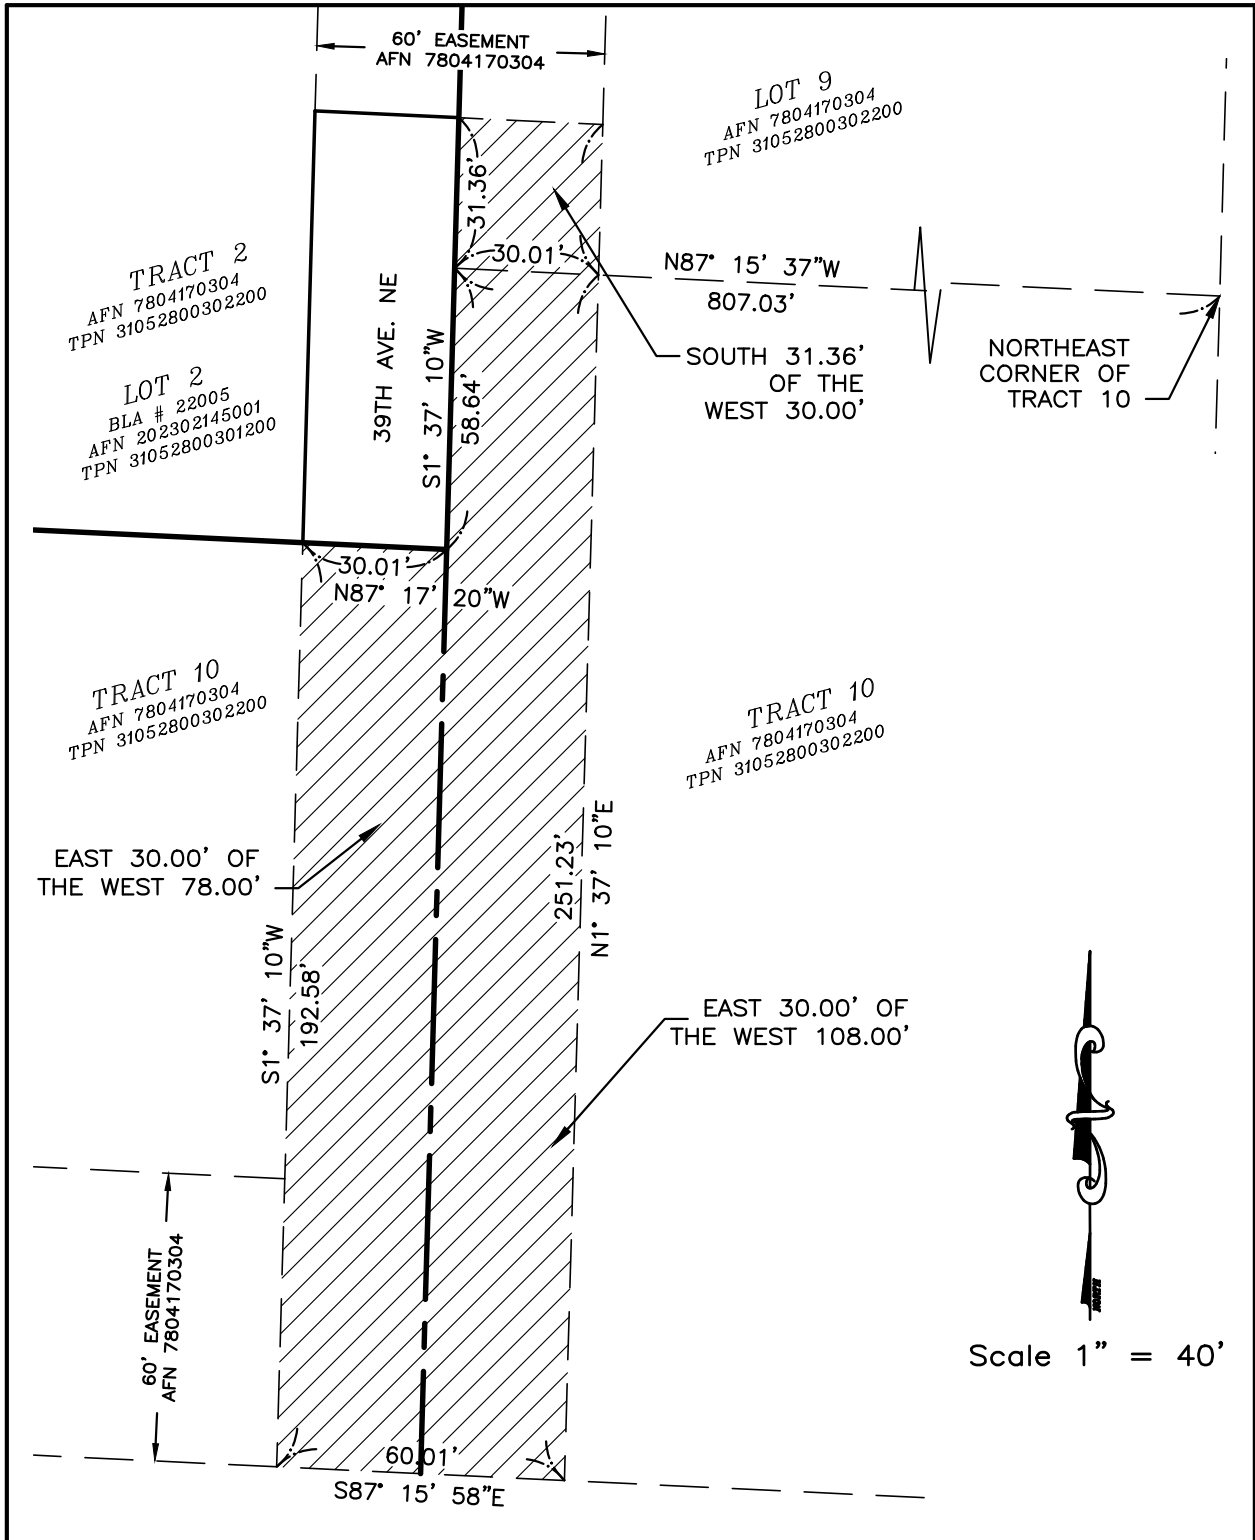 60' EASEMENT
AFN 7804170304
LOT 9
AFN 7804170304
TPN 31052800302200
31.36'
30.01'
N87° 15' 37"W
807.03'
TRACT 2
AFN 7804170304
TPN 31052800302200
LOT 2
BLA # 22005
AFN 202302145001
TPN 31052800301200
39TH AVE. NE
S1° 37' 10"W
58.64'
SOUTH 31.36'
OF THE
WEST 30.00'
NORTHEAST
CORNER OF
TRACT 10
30.01'
N87° 17' 20"W
TRACT 10
AFN 7804170304
TPN 31052800302200
TRACT 10
AFN 7804170304
TPN 31052800302200
EAST 30.00' OF
THE WEST 78.00'
251.23'
N1° 37' 10"E
S1° 37' 10"W
192.58'
EAST 30.00' OF
THE WEST 108.00'
60' EASEMENT
AFN 7804170304
NORTH
Scale 1" = 40'
60.01'
S87° 15' 58"E